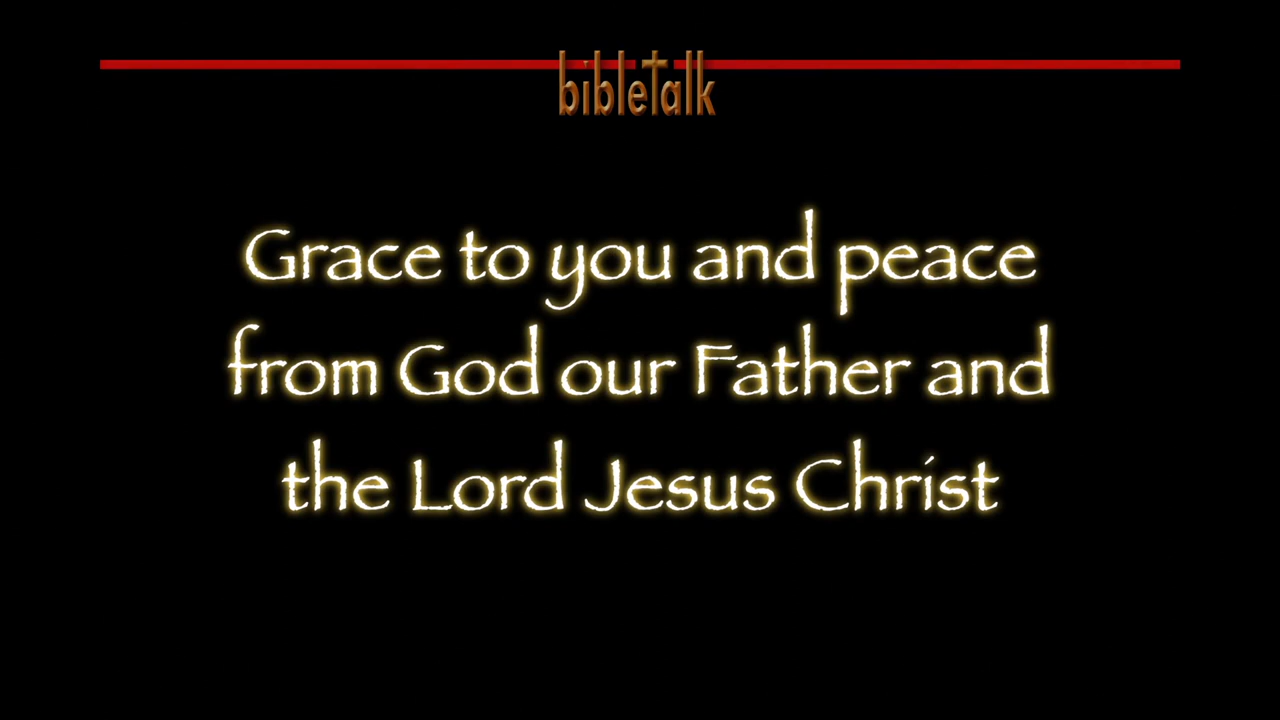 bibleTalk
Grace to you and peace
from God our Father and
the Lord Jesus Christ